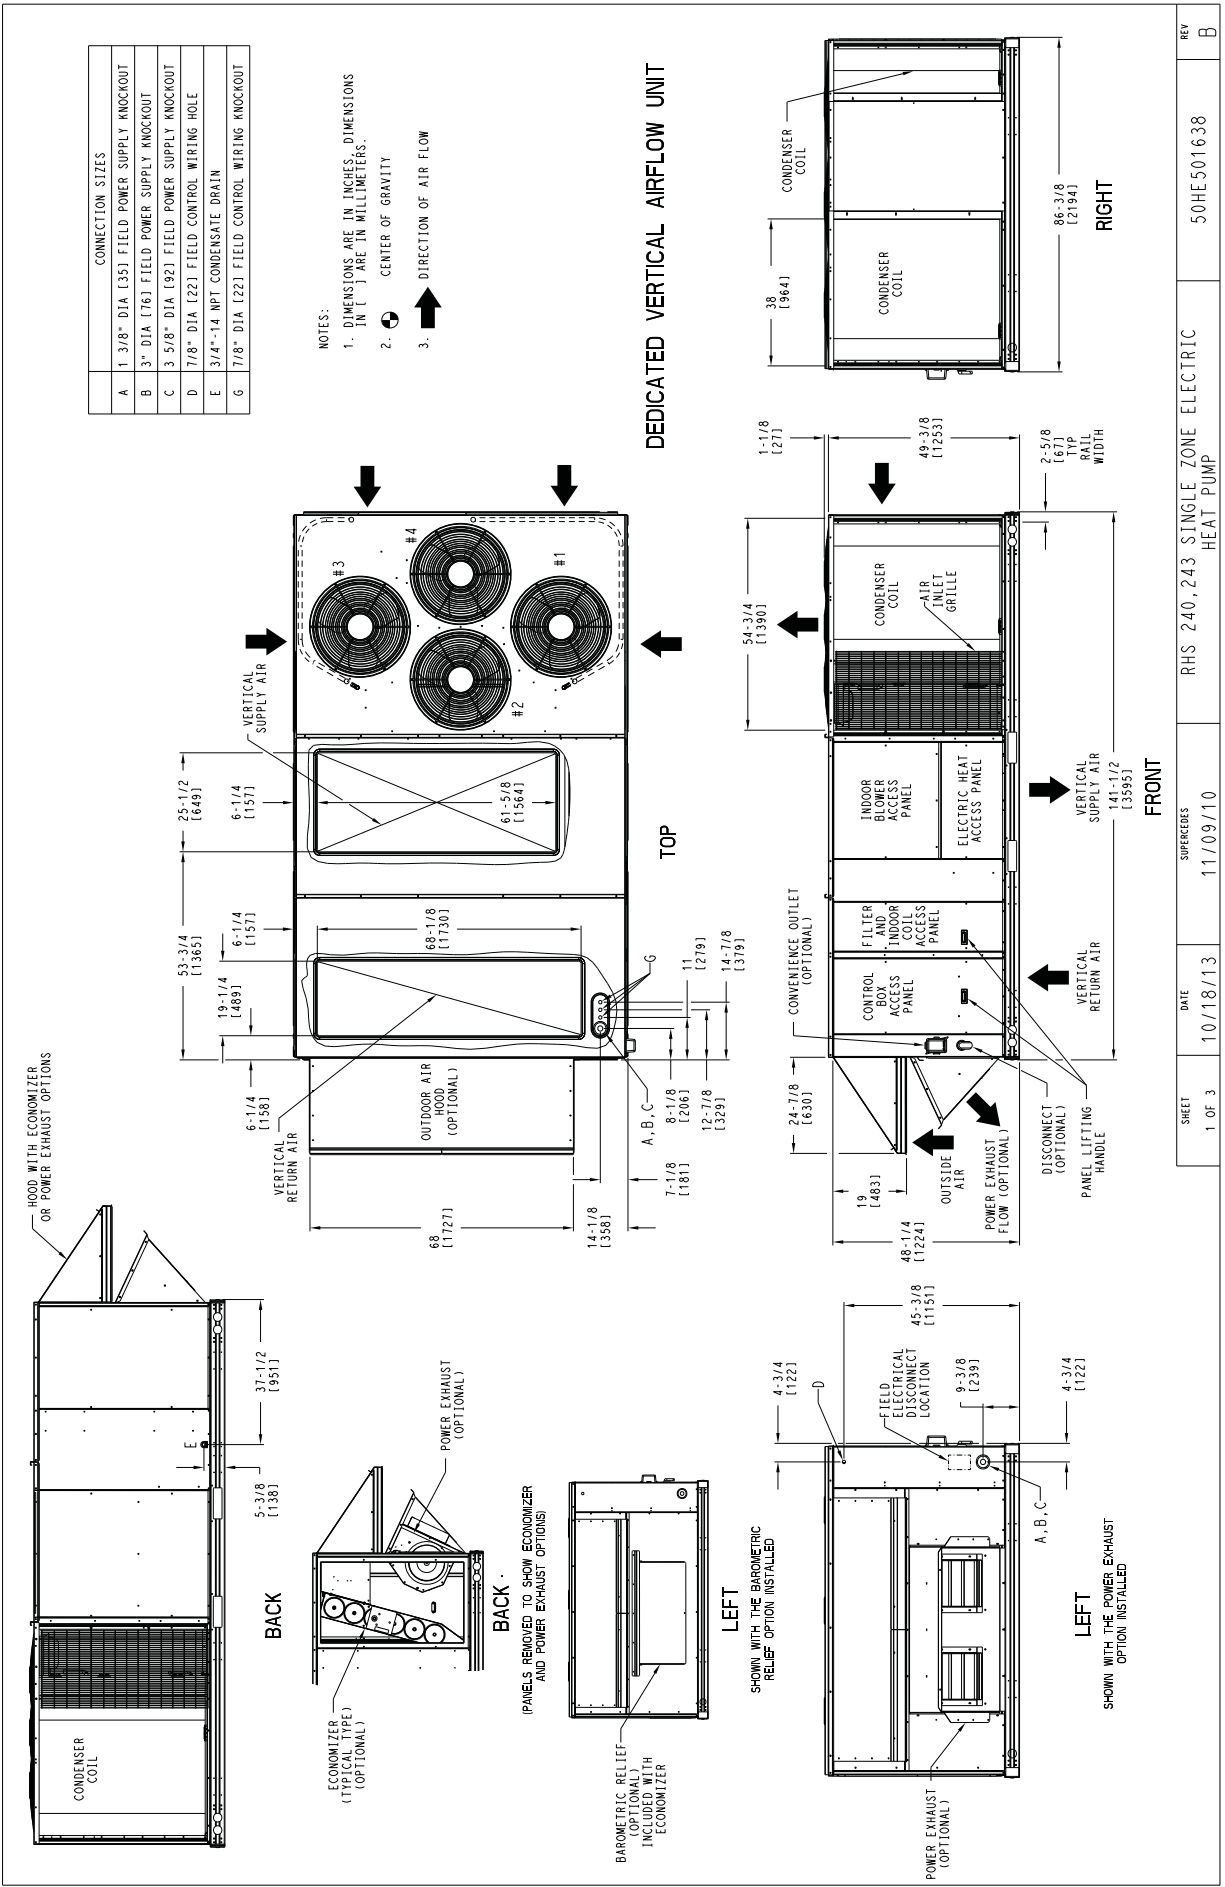 CONNECTION SIZES
A 1 3/8" DIA [35] FIELD POWER SUPPLY KNOCKOUT
B 3" DIA [76] FIELD POWER SUPPLY KNOCKOUT
C 3 5/8" DIA [92] FIELD POWER SUPPLY KNOCKOUT
D 7/8" DIA [22] FIELD CONTROL WIRING HOLE
E 3/4"-14 NPT CONDENSATE DRAIN
G 7/8" DIA [22] FIELD CONTROL WIRING KNOCKOUT
NOTES:
1. DIMENSIONS ARE IN INCHES, DIMENSIONS
IN [ ] ARE IN MILLIMETERS.
2. CENTER OF GRAVITY
3. DIRECTION OF AIR FLOW
DEDICATED VERTICAL AIRFLOW UNIT
HOOD WITH ECONOMIZER
OR POWER EXHAUST OPTIONS
CONDENSER
COIL
E
37-1/2
[951]
5-3/8
[138]
BACK
ECONOMIZER
(TYPICAL TYPE)
(OPTIONAL)
POWER EXHAUST
(OPTIONAL)
BACK
(PANELS REMOVED TO SHOW ECONOMIZER
AND POWER EXHAUST OPTIONS)
BAROMETRIC RELIEF
(OPTIONAL)
INCLUDED WITH
ECONOMIZER
LEFT
SHOWN WITH THE BAROMETRIC
RELIEF OPTION INSTALLED
4-3/4
[122]
D
FIELD
ELECTRICAL
DISCONNECT
LOCATION
45-3/8
[1151]
9-3/8
[239]
4-3/4
[122]
A,B,C
POWER EXHAUST
(OPTIONAL)
LEFT
SHOWN WITH THE POWER EXHAUST
OPTION INSTALLED
25-1/2
[649]
53-3/4
[1365]
6-1/4
[157]
6-1/4
[157]
19-1/4
[489]
6-1/4
[158]
VERTICAL
SUPPLY AIR
VERTICAL
RETURN AIR
68-1/8
[1730]
61-5/8
[1564]
#3
#4
#1
#2
OUTDOOR AIR
HOOD
(OPTIONAL)
68
[1727]
14-1/8
[358]
7-1/8
[181]
A,B,C
G
8-1/8
[206]
11
[279]
12-7/8
[329]
14-7/8
[379]
TOP
54-3/4
[1390]
1-1/8
[27]
49-3/8
[1253]
2-5/8
[67]
TYP
RAIL
WIDTH
CONDENSER
COIL
AIR
INLET
GRILLE
INDOOR
BLOWER
ACCESS
PANEL
ELECTRIC HEAT
ACCESS PANEL
FILTER
AND
INDOOR
COIL
ACCESS
PANEL
CONTROL
BOX
ACCESS
PANEL
CONVENIENCE OUTLET
(OPTIONAL)
24-7/8
[630]
19
[483]
48-1/4
[1224]
OUTSIDE
AIR
POWER EXHAUST
FLOW (OPTIONAL)
DISCONNECT
(OPTIONAL)
PANEL LIFTING
HANDLE
VERTICAL
RETURN AIR
VERTICAL
SUPPLY AIR
141-1/2
[3595]
FRONT
CONDENSER
COIL
CONDENSER
COIL
38
[964]
86-3/8
[2194]
RIGHT
SHEET
1 OF 3
DATE
10/18/13
SUPERCEDES
11/09/10
RHS 240,243 SINGLE ZONE ELECTRIC
HEAT PUMP
50HE501638
REV
B